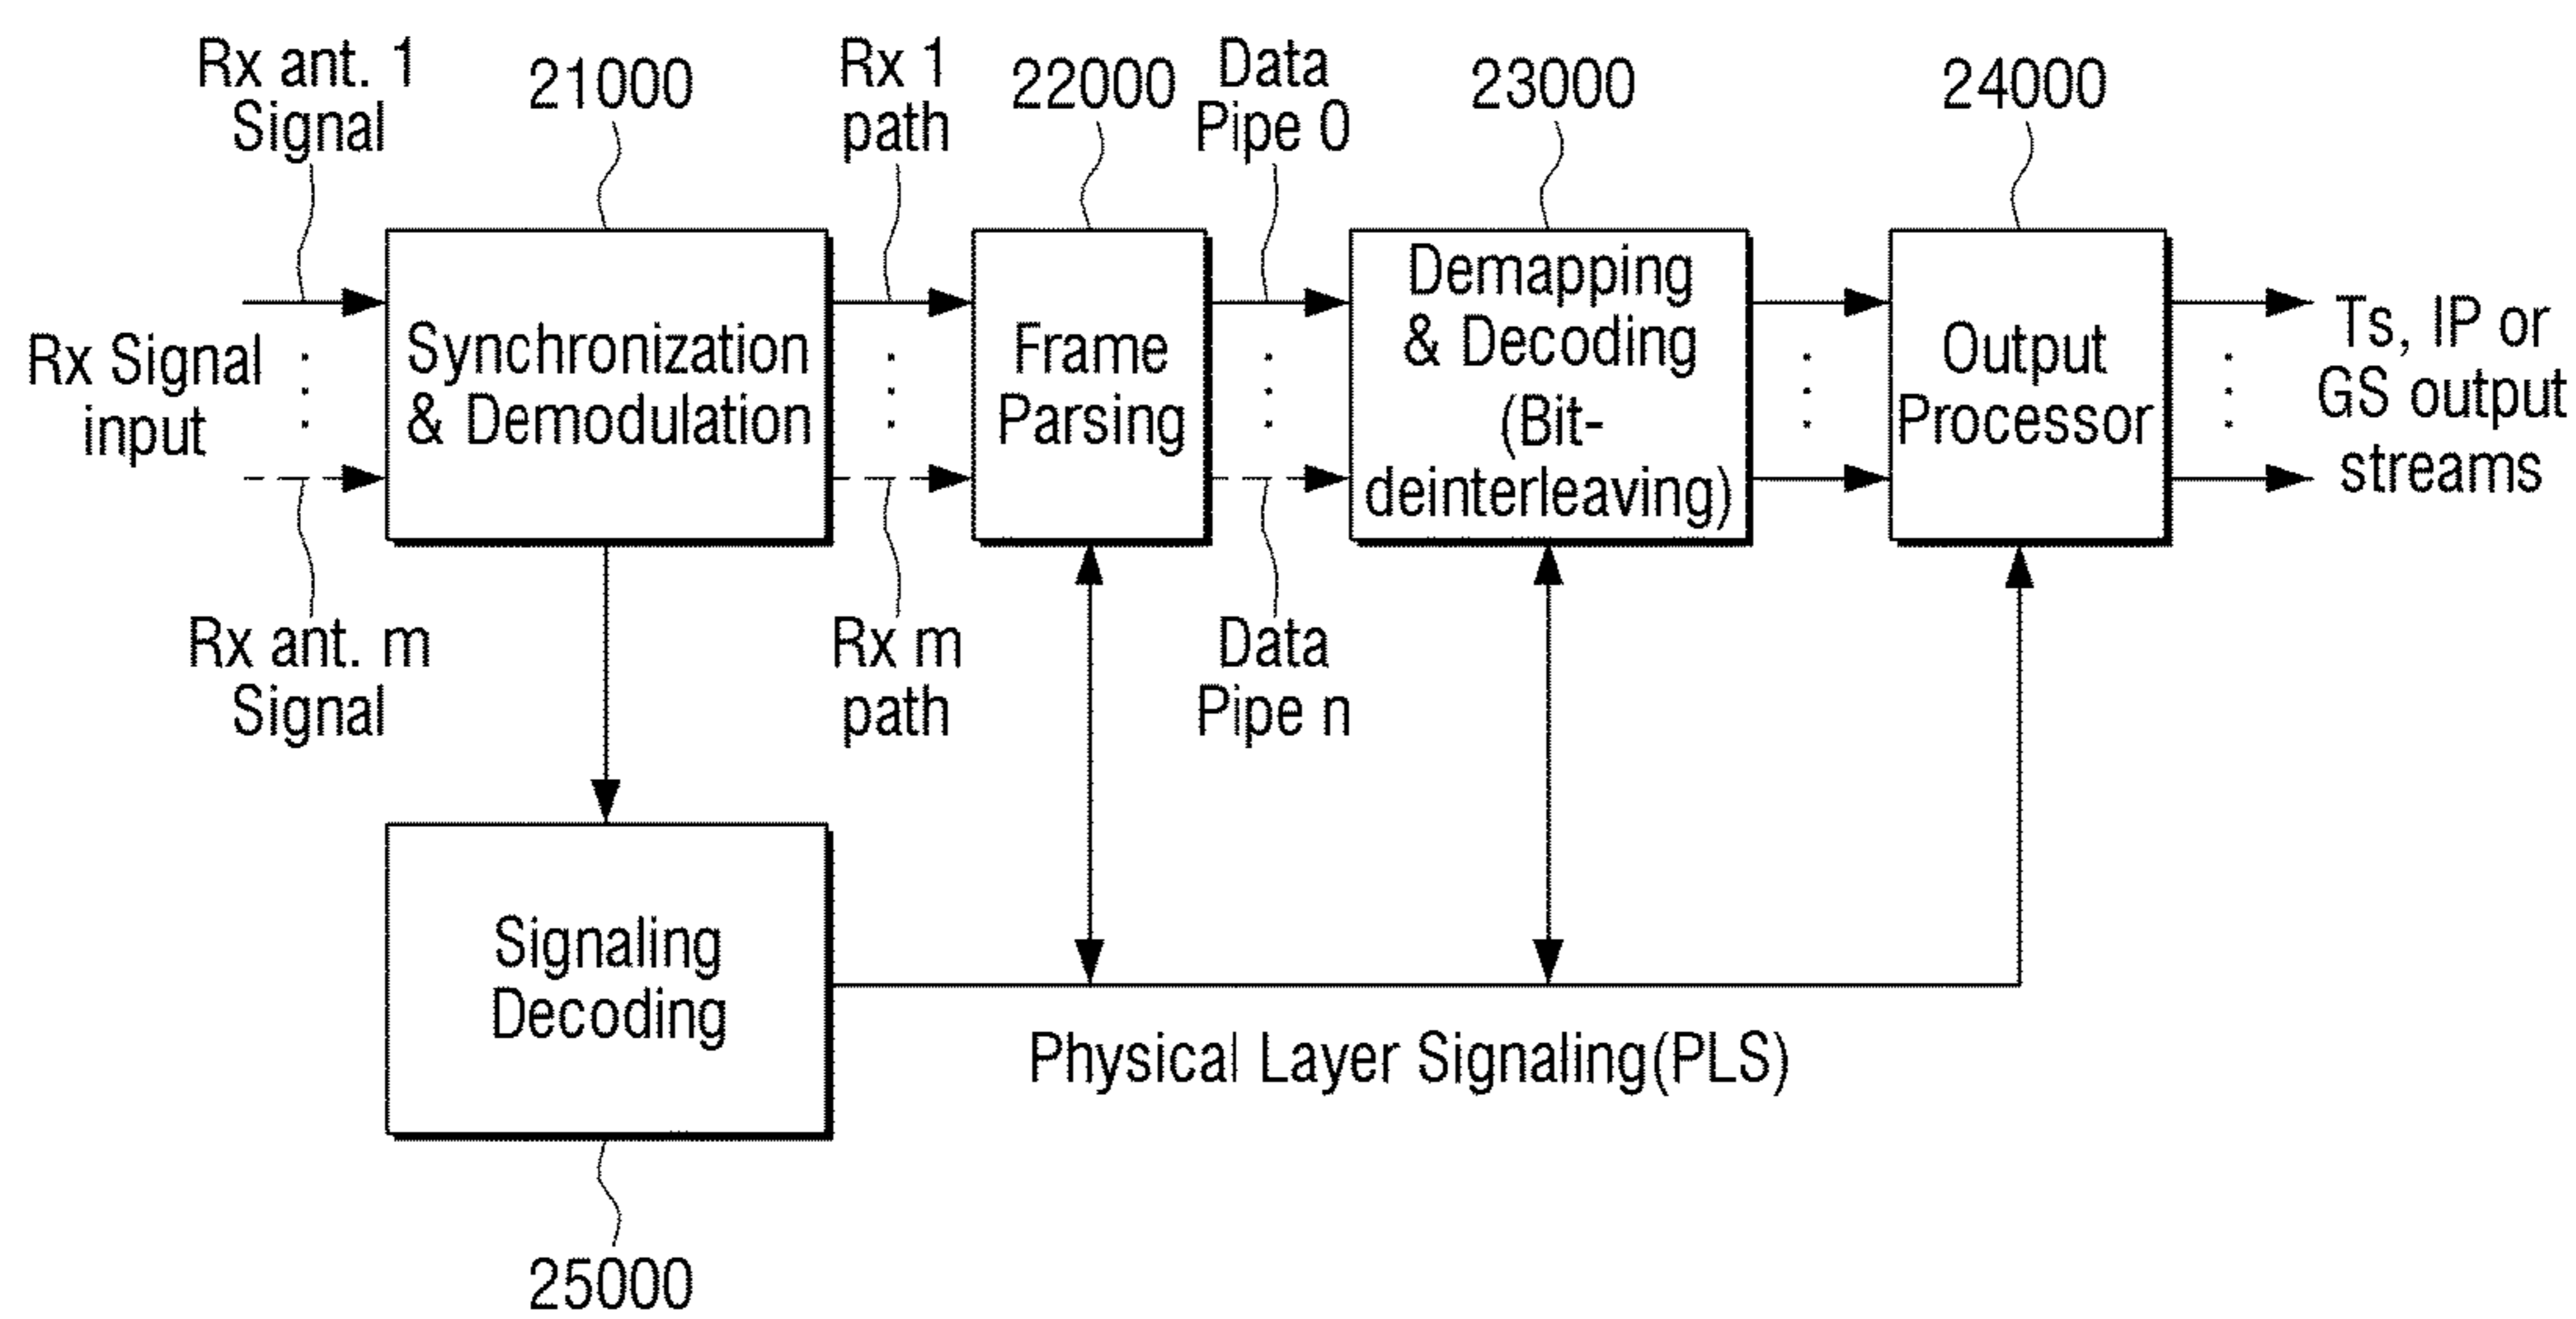 Rx ant. 1
Signal
21000
Rx 1
path
22000
Data
Pipe 0
23000
24000
Rx Signal
input
Synchronization
& Demodulation
Frame
Parsing
Demapping
& Decoding
(Bit-
deinterleaving)
Output
Processor
Ts, IP or
GS output
streams
Rx ant. m
Signal
Rx m
path
Data
Pipe n
Signaling
Decoding
Physical Layer Signaling(PLS)
25000